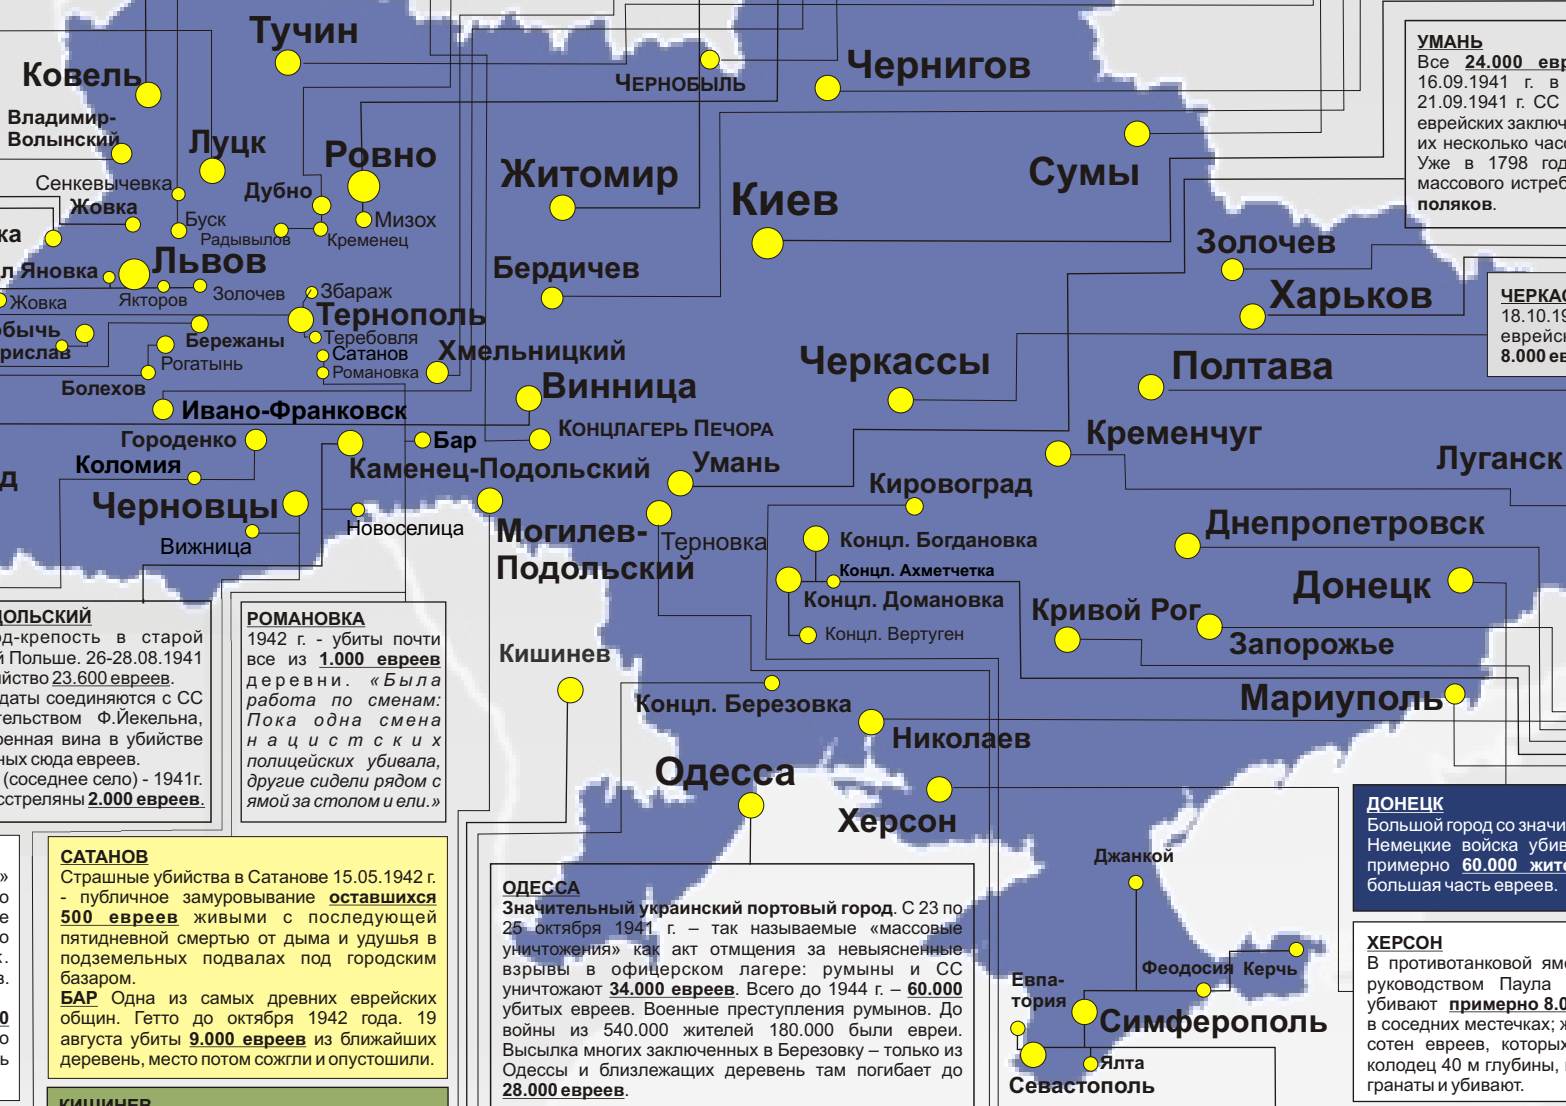 Тучин
Ковель
Чернобыль
Чернигов
Владимир-
Волынский
Луцк
Ровно
Житомир
Киев
Сумы
Сенкевычевка
Дубно
Жовка
Буск
Мизох
Радывылов
Кременец
ка
Львов
Бердичев
Золочев
л Яновка
Якторов
Золочев
Збараж
Харьков
Жовка
Тернополь
обычь
рислав
Бережаны
Теребовля
Сатанов
Хмельницкий
Рогатынь
Романовка
Черкассы
Полтава
Болехов
Винница
Ивано-Франковск
Городенко
Бар
Концлагерь Печора
Кременчуг
Коломия
Каменец-Подольский
Умань
Луганск
д
Кировоград
Черновцы
Новоселица
Вижница
Могилев-
Подольский
Терновка
Днепропетровск
Концл. Богдановка
Концл. Ахметчетка
Донецк
Концл. Домановка
Концл. Вертуген
Кривой Рог
Запорожье
Кишинев
Концл. Березовка
Мариуполь
Николаев
Одесса
Херсон
Джанкой
Феодосия
Керчь
Евпа-
тория
Симферополь
Ялта
Севастополь
УМАНЬ
Все 24.000 евр
16.09.1941 г. в
21.09.1941 г. СС
еврейских заключ
их несколько часо
Уже в 1798 год
массового истреб
поляков.
ЧЕРКАС
18.10.19
еврейск
8.000 ев
ОЛЬСКИЙ
од-крепость в старой
й Польше. 26-28.08.1941
йство 23.600 евреев.
даты соединяются с СС
тельством Ф.Йекельна,
ренная вина в убийстве
ных сюда евреев.
(соседнее село) - 1941г.
сстреляны 2.000 евреев.
РОМАНОВКА
1942 г. - убиты почти
все из 1.000 евреев
деревни. «Была
работа по сменам:
Пока одна смена
нацистских
полицейских убивала,
другие сидели рядом с
ямой за столом и ели.»
»
о
е
о
.
в.
0
о
ь
САТАНОВ
Страшные убийства в Сатанове 15.05.1942 г.
- публичное замуровывание оставшихся
500 евреев живыми с последующей
пятидневной смертью от дыма и удушья в
подземельных подвалах под городским
базаром.
БАР Одна из самых древних еврейских
общин. Гетто до октября 1942 года. 19
августа убиты 9.000 евреев из ближайших
деревень, место потом сожгли и опустошили.
КИШИНЕВ
ОДЕССА
Значительный украинский портовый город. С 23 по
25 октября 1941 г. – так называемые «массовые
уничтожения» как акт отмщения за невыясненные
взрывы в офицерском лагере: румыны и СС
уничтожают 34.000 евреев. Всего до 1944 г. – 60.000
убитых евреев. Военные преступления румынов. До
войны из 540.000 жителей 180.000 были евреи.
Высылка многих заключенных в Березовку – только из
Одессы и близлежащих деревень там погибает до
28.000 евреев.
ДОНЕЦК
Большой город со значи
Немецкие войска убив
примерно 60.000 жите
большая часть евреев.
ХЕРСОН
В противотанковой яме
руководством Паула
убивают примерно 8.0
в соседних местечках; ж
сотен евреев, которых
колодец 40 м глубины,
гранаты и убивают.